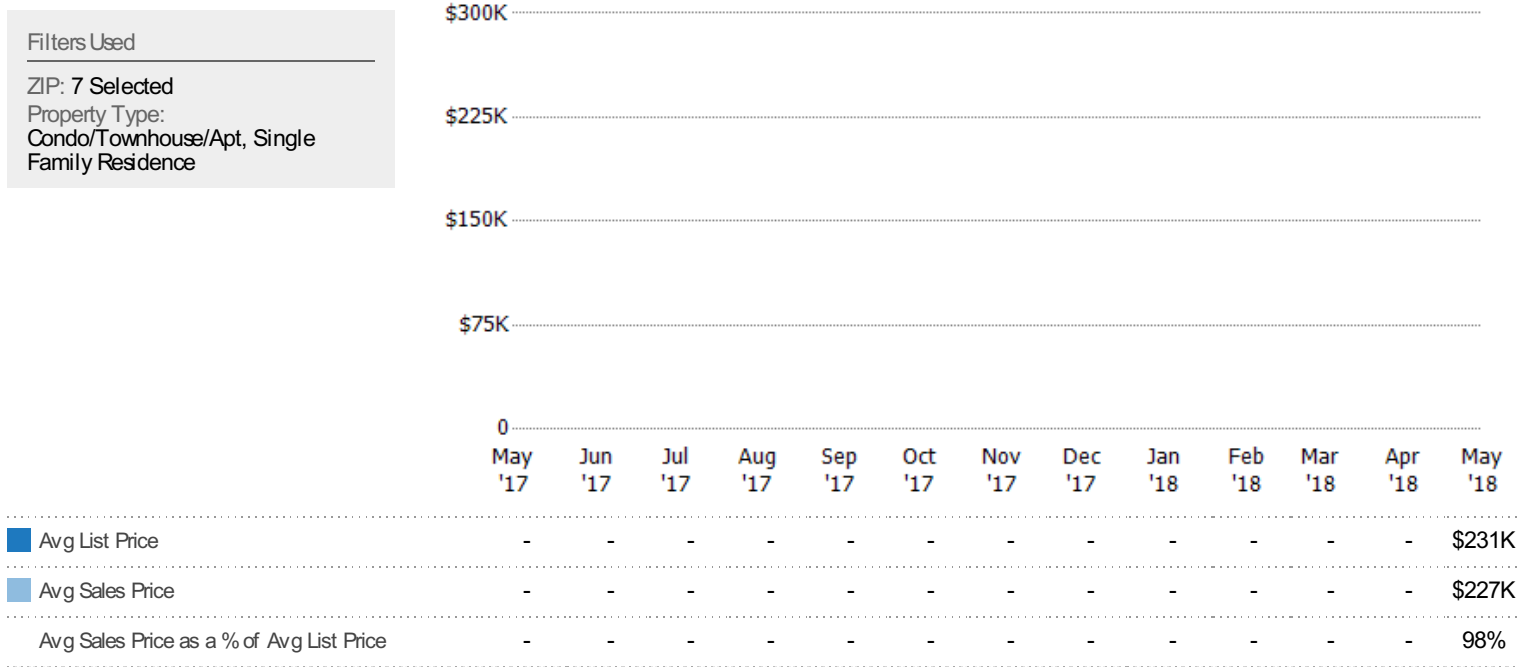 Filters Used
ZIP: 7 Selected
Property Type:
Condo/Townhouse/Apt, Single
Family Residence
$300K
$225K
$150K
$75K
0
May Jun Jul Aug Sep Oct Nov Dec Jan Feb Mar Apr May
'17 '17 '17 '17 '17 '17 '17 '17 '18 '18 '18 '18 '18
Avg List Price - - - - - - - - - - - - $231K
Avg Sales Price - - - - - - - - - - - - $227K
Avg Sales Price as a % of Avg List Price - - - - - - - - - - - - 98%